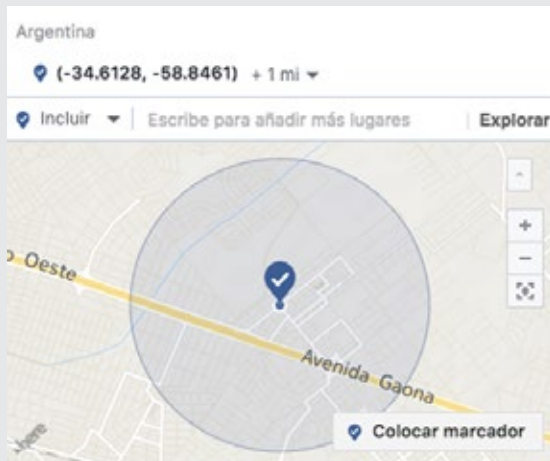 Argentina
(-34.6128, -58.8461) + 1 mi
Incluir Escribe para añadir más lugares Explorar
o Oeste
Avenida Gaona
here
Colocar marcador